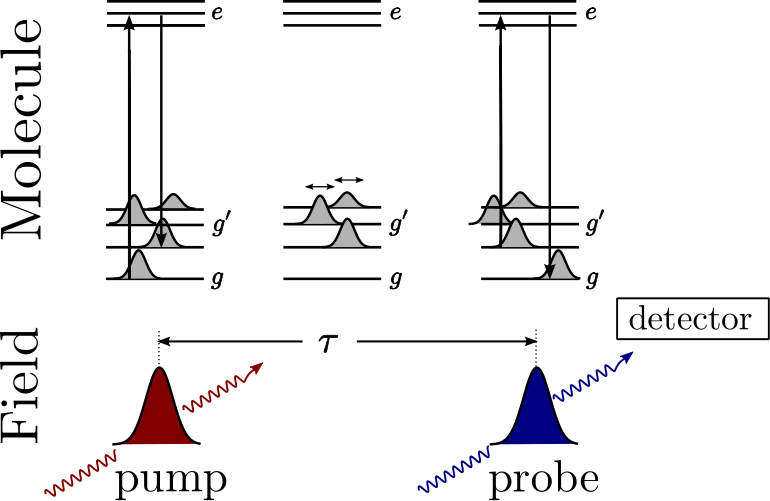 Molecule
e
g′
g
e
g′
g
e
g′
g
Field
τ
detector
pump
probe